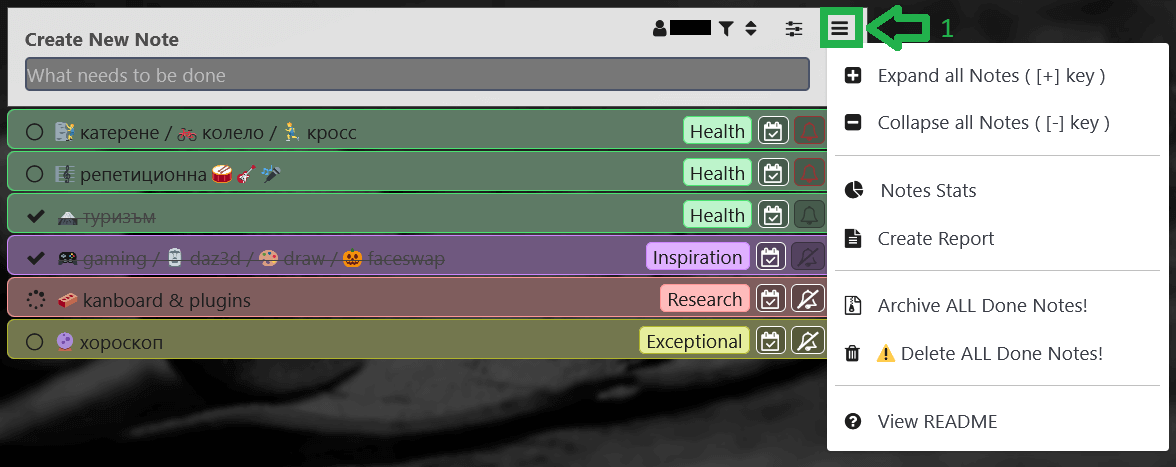 1
Create New Note
What needs to be done
Expand all Notes ( [+] key )
катерене / колело / кросс Health
Collapse all Notes ( [-] key )
репетиционна Health
Notes Stats
туризъм Health
Create Report
gaming / daz3d / draw / faceswap Inspiration
kanboard & plugins Research
Archive ALL Done Notes!
хороскоп Exceptional
Delete ALL Done Notes!
View README